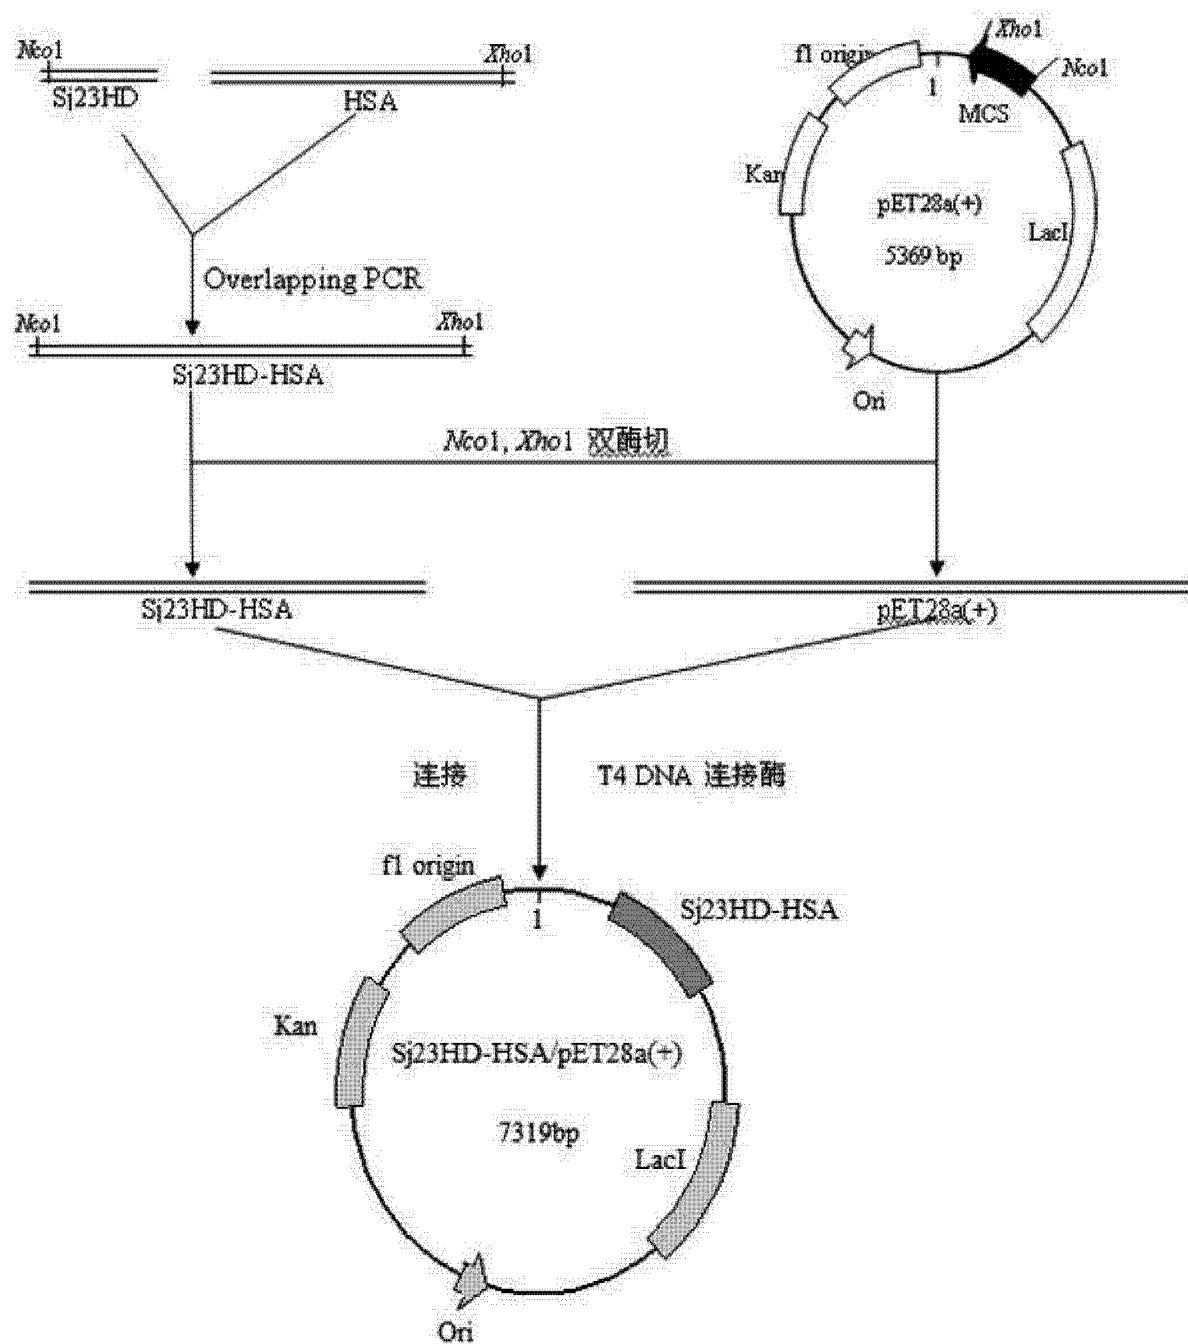 Nco1
Xho1
Sj23HD
HSA
Xho1
f1 origin
Nco1
1
MCS
Kan
pET28a(+)
LacI
5369 bp
Ori
Overlapping PCR
Nco1
Xho1
Sj23HD-HSA
Nco1, Xho1 双酶切
Sj23HD-HSA
pET28a(+)
连接
T4 DNA 连接酶
f1 origin
Sj23HD-HSA
1
Kan
Sj23HD-HSA/pET28a(+)
7319bp
LacI
Ori